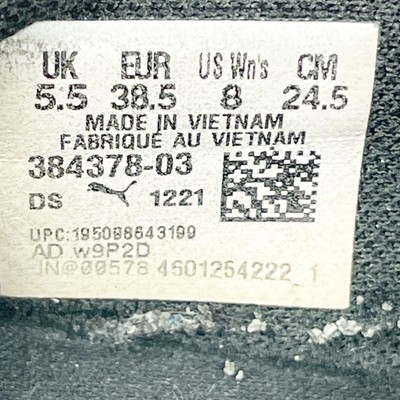 UK EUR US Wn's CM
5.5 38.5 8 24.5
MADE IN VIETNAM
FABRIQUÉ AU VIETNAM
384378-03
DS 1221
UPC:195098643199
AD w9P2D
JN@00578 4601254222_1